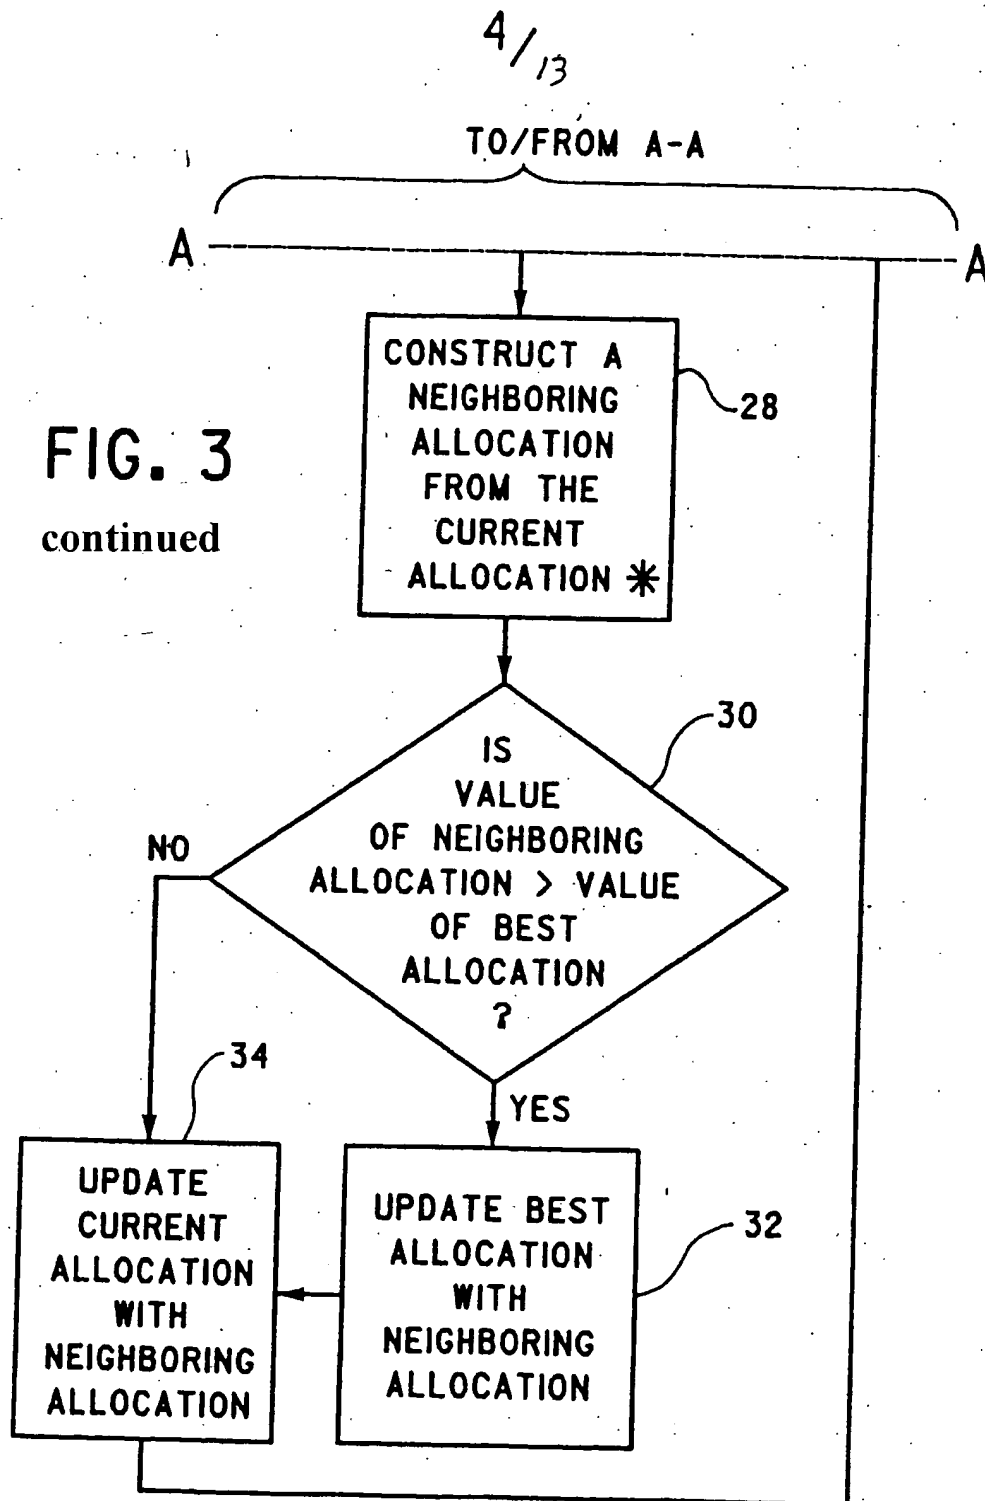 4/13
TO/FROM A-A
A A
CONSTRUCT A
NEIGHBORING
ALLOCATION
FROM THE
CURRENT
ALLOCATION *
28
FIG. 3
continued
30
IS
VALUE
OF NEIGHBORING
ALLOCATION > VALUE
OF BEST
ALLOCATION
?
NO
YES
34
UPDATE
CURRENT
ALLOCATION
WITH
NEIGHBORING
ALLOCATION
UPDATE BEST
ALLOCATION
WITH
NEIGHBORING
ALLOCATION
32